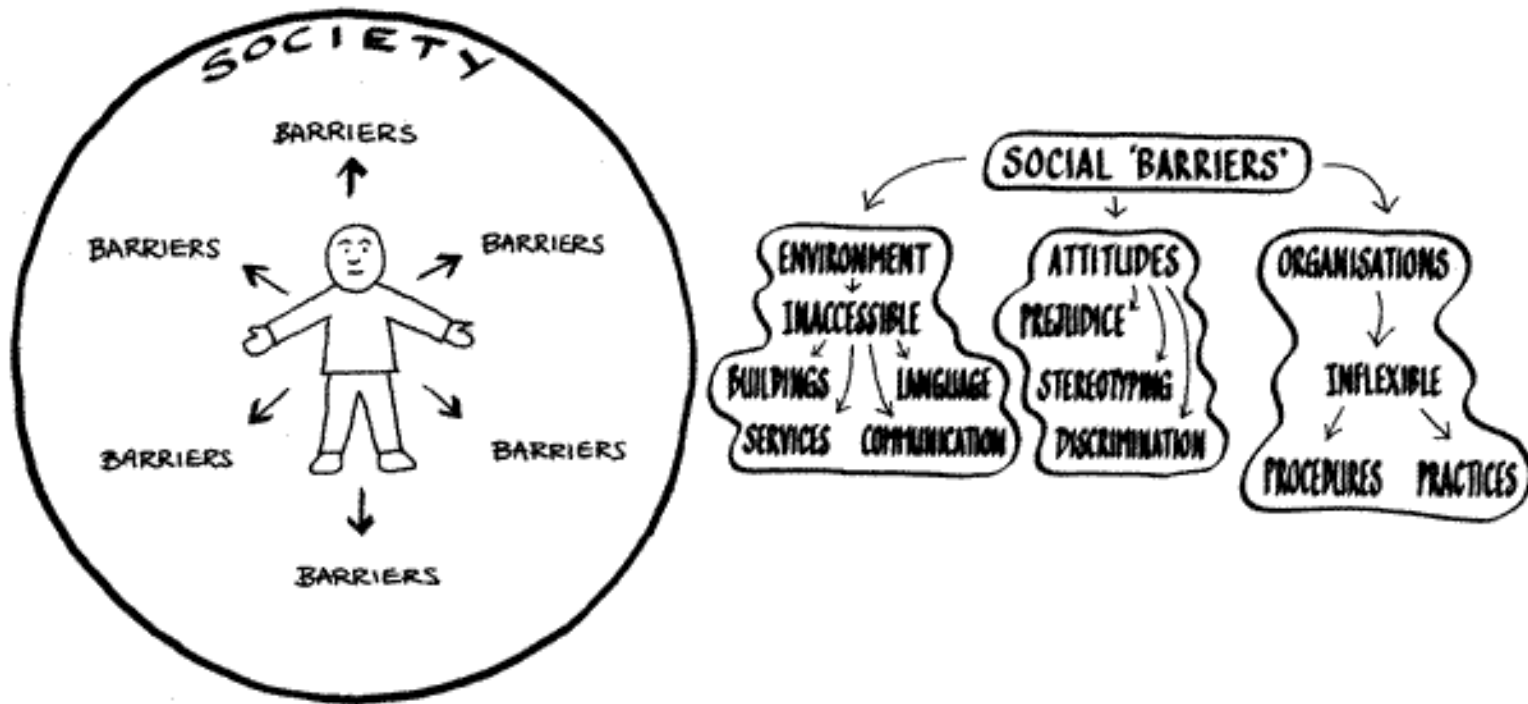 SOCIETY
BARRIERS
BARRIERS BARRIERS
BARRIERS BARRIERS
BARRIERS
SOCIAL 'BARRIERS'
ENVIRONMENT
INACCESSIBLE
BUILDINGS LANGUAGE
SERVICES COMMUNICATION
ATTITUDES
PREJUDICE
STEREOTYPING
DISCRIMINATION
ORGANISATIONS
INFLEXIBLE
PROCEDURES PRACTICES